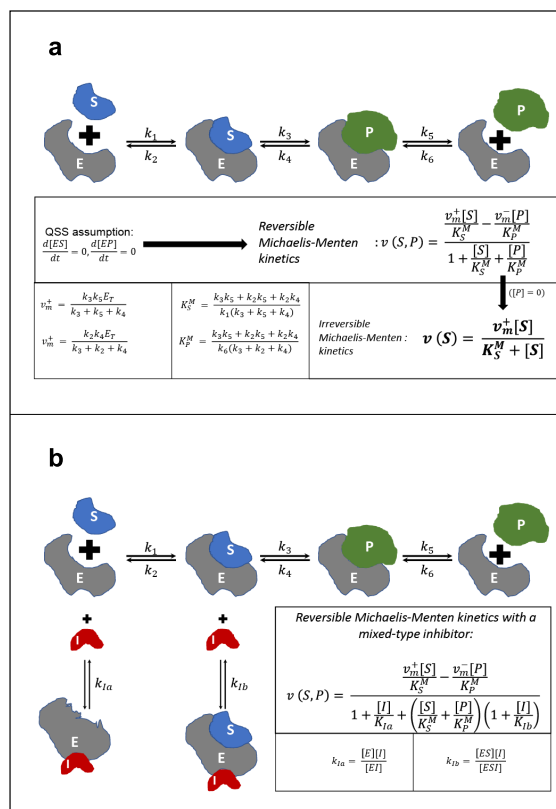 a
S
+
E
k₁
k₂
S
E
k₃
k₄
P
E
k₅
k₆
P
+
E
QSS assumption:
d[ES]/dt = 0, d[EP]/dt = 0
Reversible
Michaelis-Menten
kinetics
: v (S, P) = (v_m^+[S]/K_S^M − v_m^-[P]/K_P^M) / (1 + [S]/K_S^M + [P]/K_P^M)
([P] = 0)
v_m^+ = k₃k₅E_T / (k₃ + k₅ + k₄)
v_m^+ = k₂k₄E_T / (k₃ + k₂ + k₄)
K_S^M = (k₃k₅ + k₂k₅ + k₂k₄) / (k₁(k₃ + k₅ + k₄))
K_P^M = (k₃k₅ + k₂k₅ + k₂k₄) / (k₆(k₃ + k₂ + k₄))
Irreversible
Michaelis-Menten :
kinetics
v (S) = v_m^+[S] / (K_S^M + [S])
b
S
+
E
k₁
k₂
S
E
k₃
k₄
P
E
k₅
k₆
P
+
E
+
I
k_Ia
E
I
+
I
k_Ib
S
E
I
Reversible Michaelis-Menten kinetics with a
mixed-type inhibitor:
v (S, P) = (v_m^+[S]/K_S^M − v_m^-[P]/K_P^M) / (1 + [I]/K_Ia + ([S]/K_S^M + [P]/K_P^M)(1 + [I]/K_Ib))
k_Ia = [E][I] / [EI]
k_Ib = [ES][I] / [ESI]